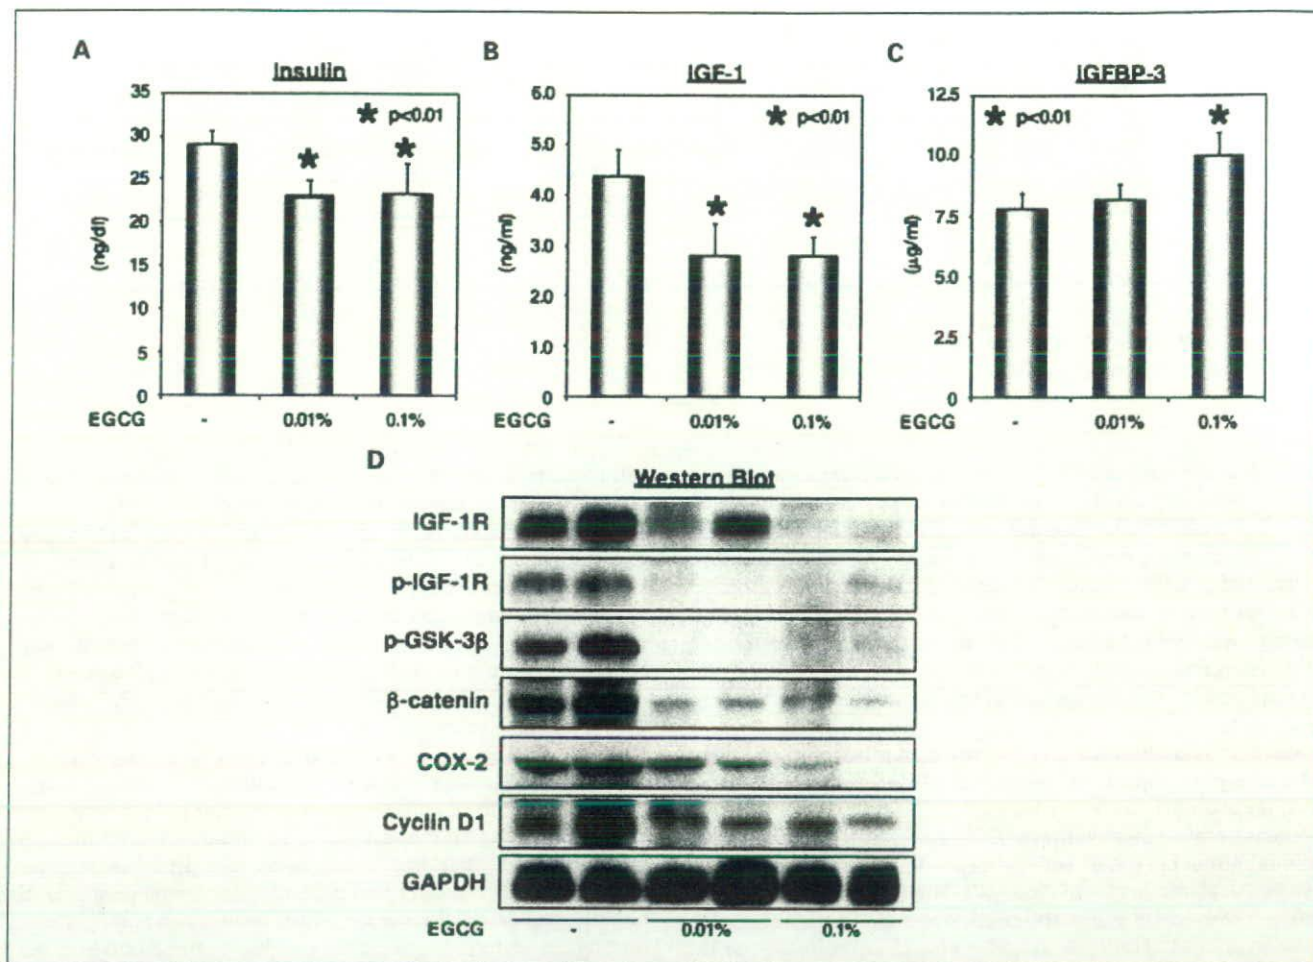 A
Insulin
35
30
25
20
15
10
5
0
(ng/dl)
★ p<0.01
★
★
EGCG - 0.01% 0.1%
B
IGF-1
6.0
5.0
4.0
3.0
2.0
1.0
0.0
(ng/ml)
★ p<0.01
★
★
EGCG - 0.01% 0.1%
C
IGFBP-3
12.5
10.0
7.5
5.0
2.5
0.0
(μg/ml)
★ p<0.01
★
EGCG - 0.01% 0.1%
D
Western Blot
IGF-1R
p-IGF-1R
p-GSK-3β
β-catenin
COX-2
Cyclin D1
GAPDH
EGCG - 0.01% 0.1%